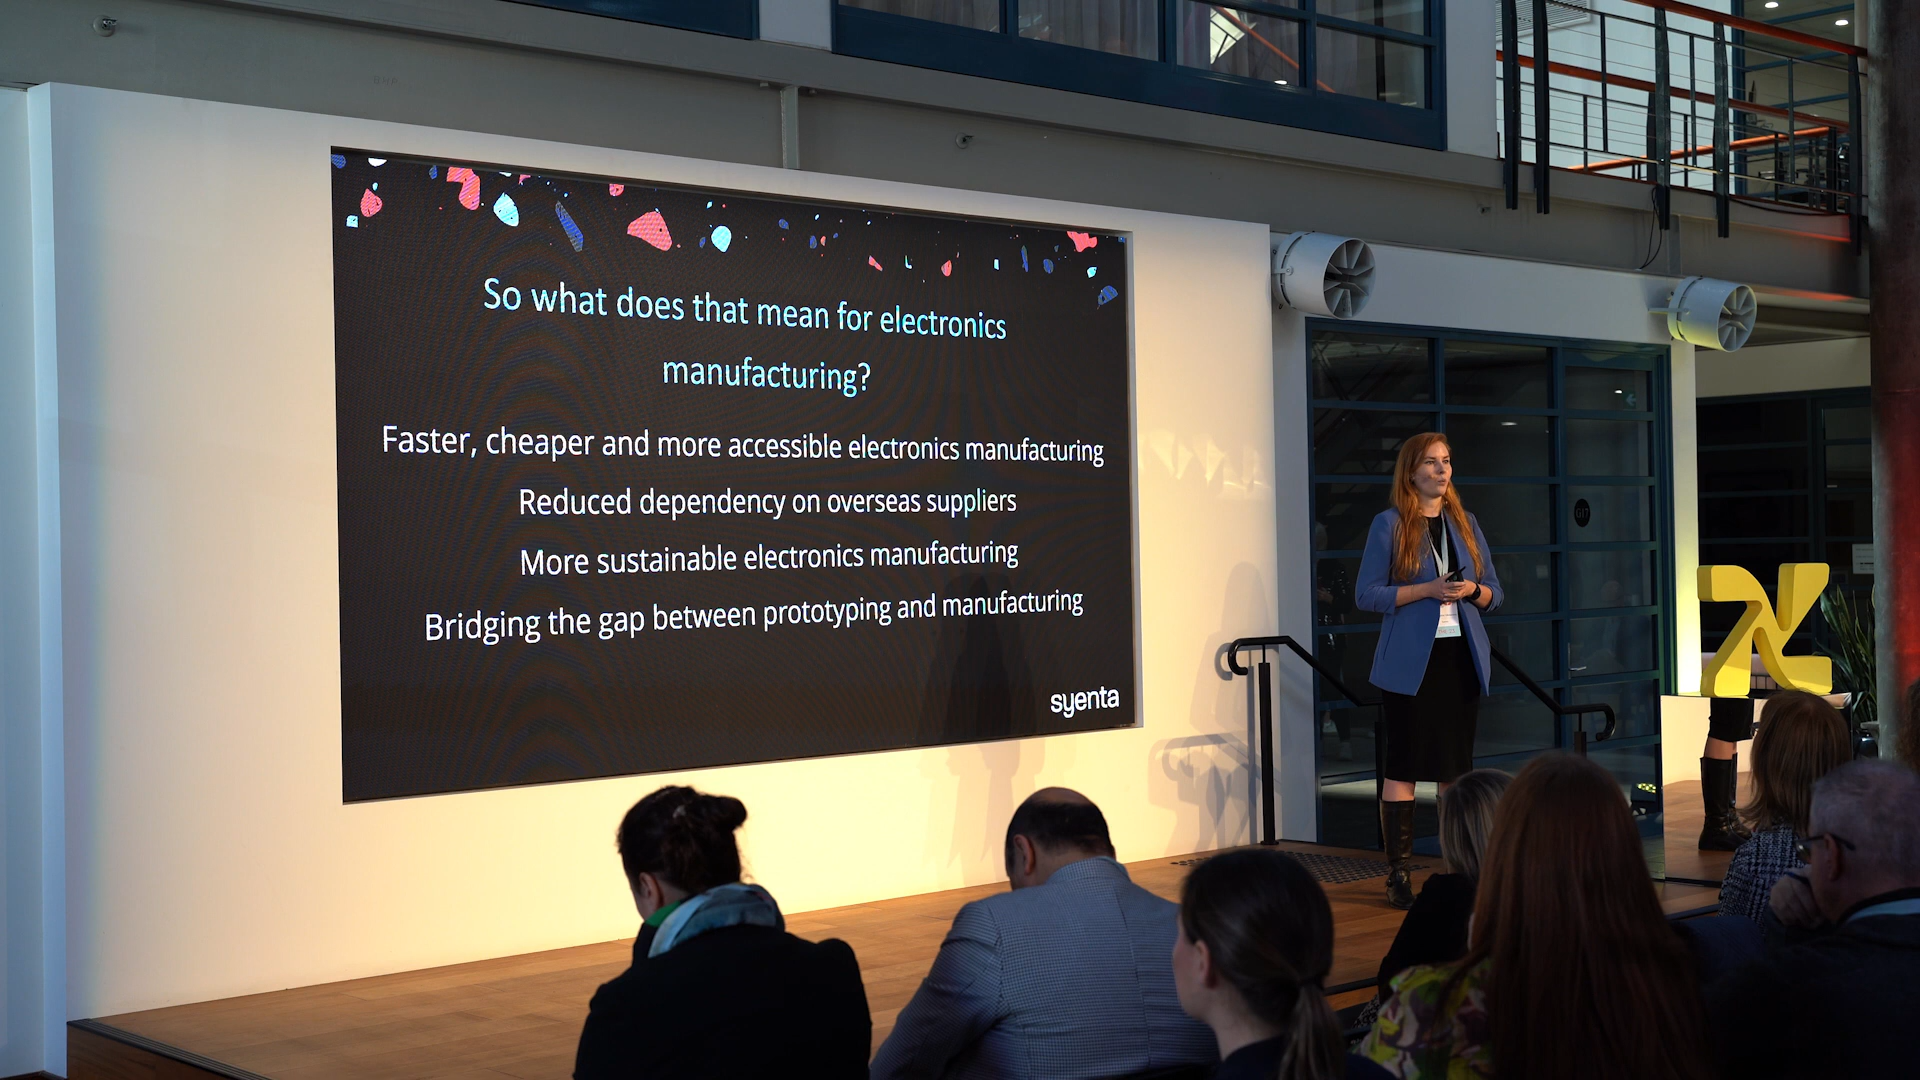 So what does that mean for electronics
manufacturing?
Faster, cheaper and more accessible electronics manufacturing
Reduced dependency on overseas suppliers
More sustainable electronics manufacturing
Bridging the gap between prototyping and manufacturing
syenta